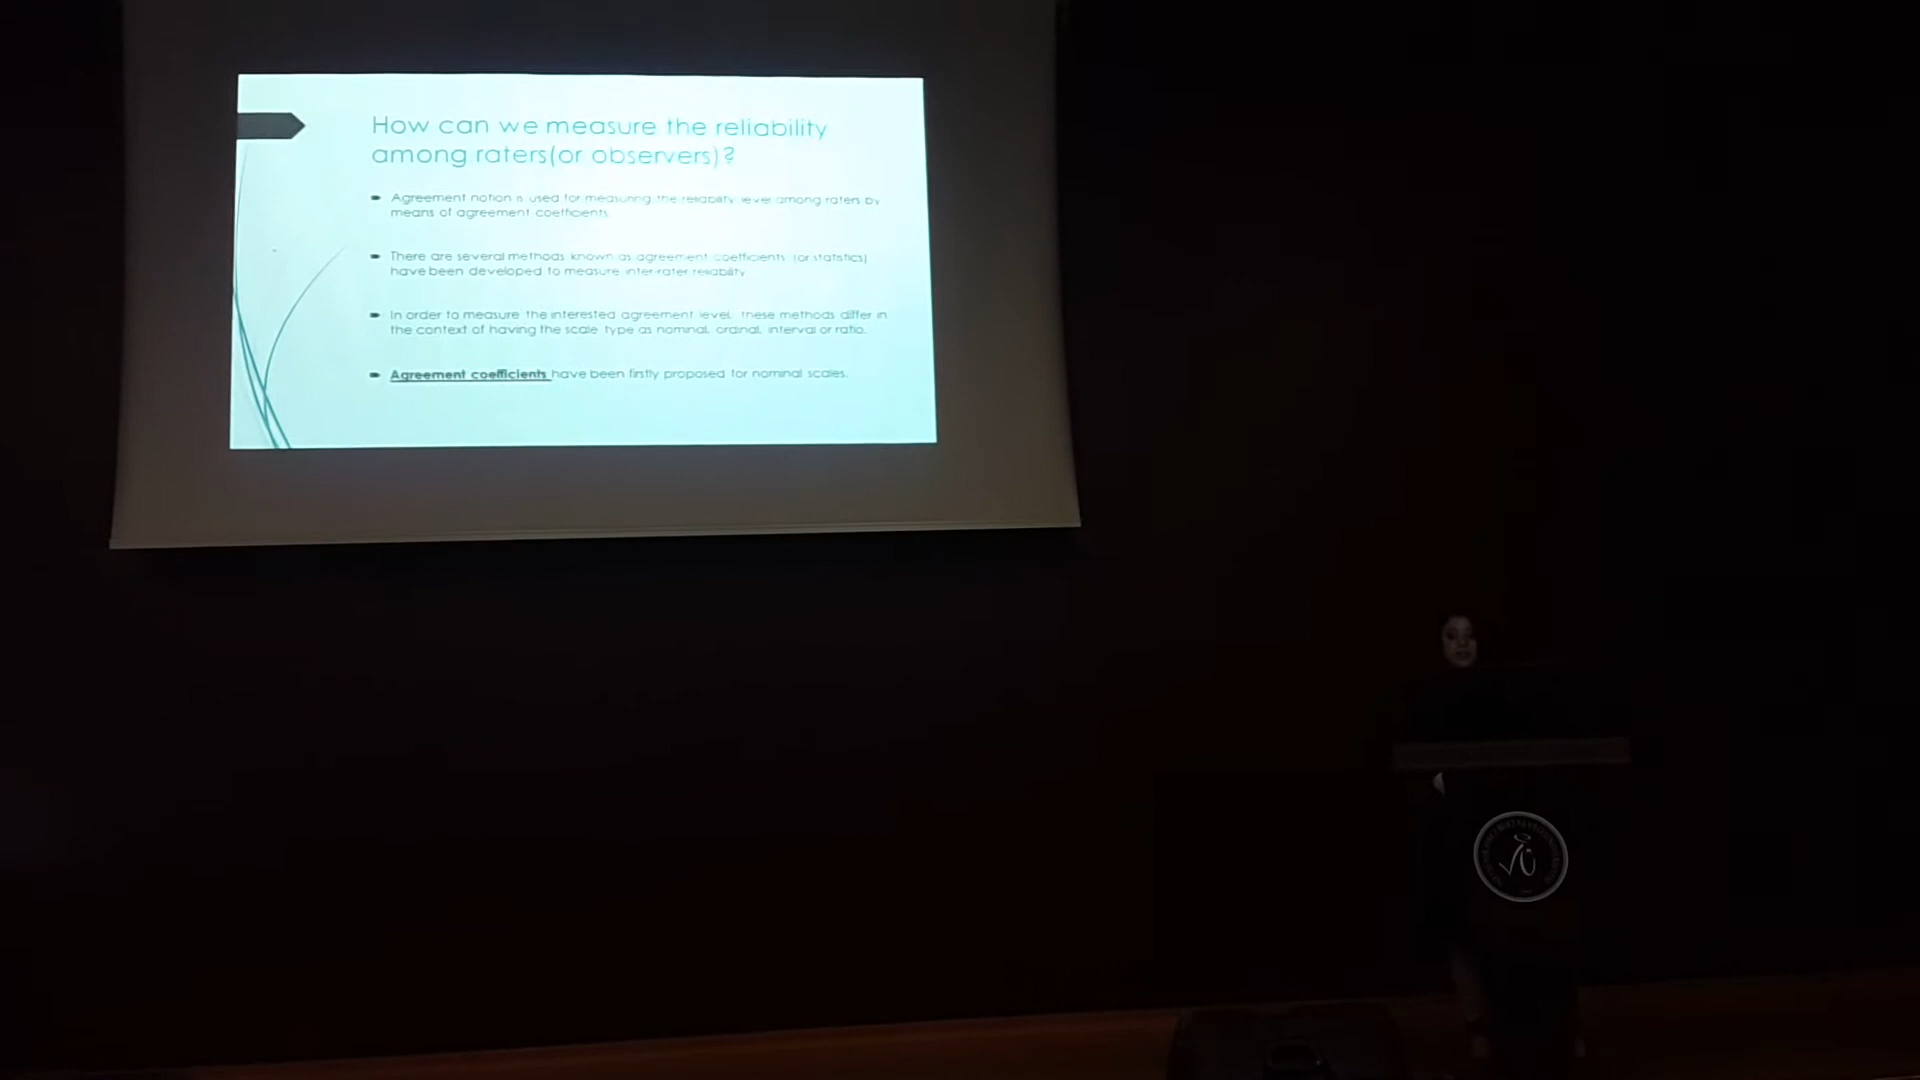 How can we measure the reliability
among raters(or observers)?
Agreement notion is used for measuring the reliability level among raters by
means of agreement coefficients.
There are several methods known as agreement coefficients (or statistics)
have been developed to measure inter-rater reliability
In order to measure the interested agreement level, these methods differ in
the context of having the scale type as nominal, ordinal, interval or ratio.
Agreement coefficients have been firstly proposed for nominal scales.